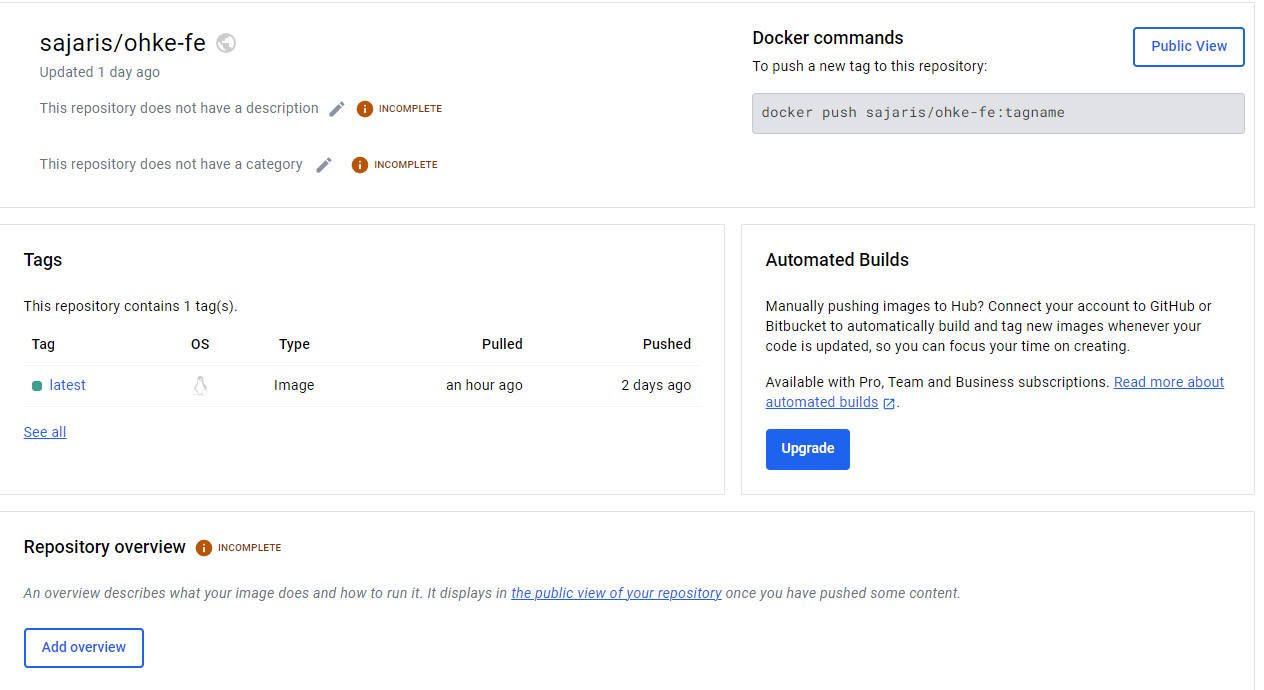 sajaris/ohke-fe
Updated 1 day ago
This repository does not have a description INCOMPLETE
This repository does not have a category INCOMPLETE
Docker commands
To push a new tag to this repository:
Public View
docker push sajaris/ohke-fe:tagname
Tags
This repository contains 1 tag(s).
Tag OS Type Pulled Pushed
latest Image an hour ago 2 days ago
See all
Automated Builds
Manually pushing images to Hub? Connect your account to GitHub or
Bitbucket to automatically build and tag new images whenever your
code is updated, so you can focus your time on creating.
Available with Pro, Team and Business subscriptions. Read more about
automated builds .
Upgrade
Repository overview INCOMPLETE
An overview describes what your image does and how to run it. It displays in the public view of your repository once you have pushed some content.
Add overview